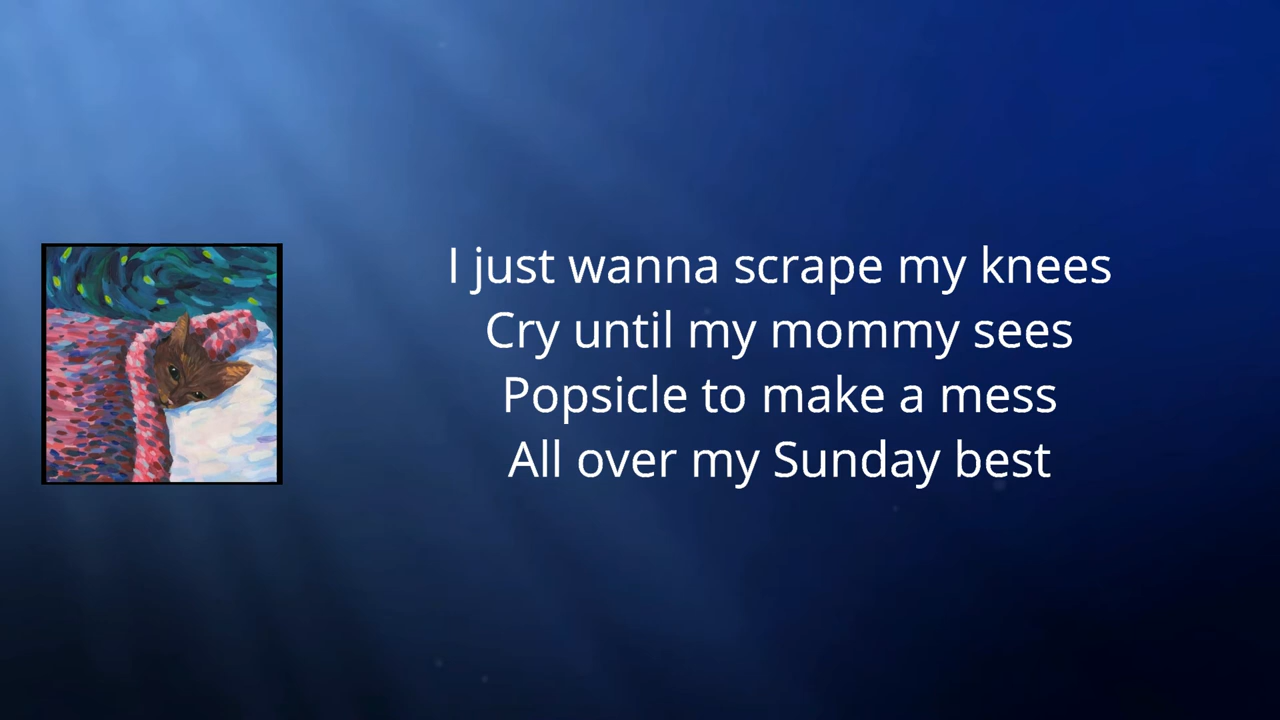 I just wanna scrape my knees
Cry until my mommy sees
Popsicle to make a mess
All over my Sunday best